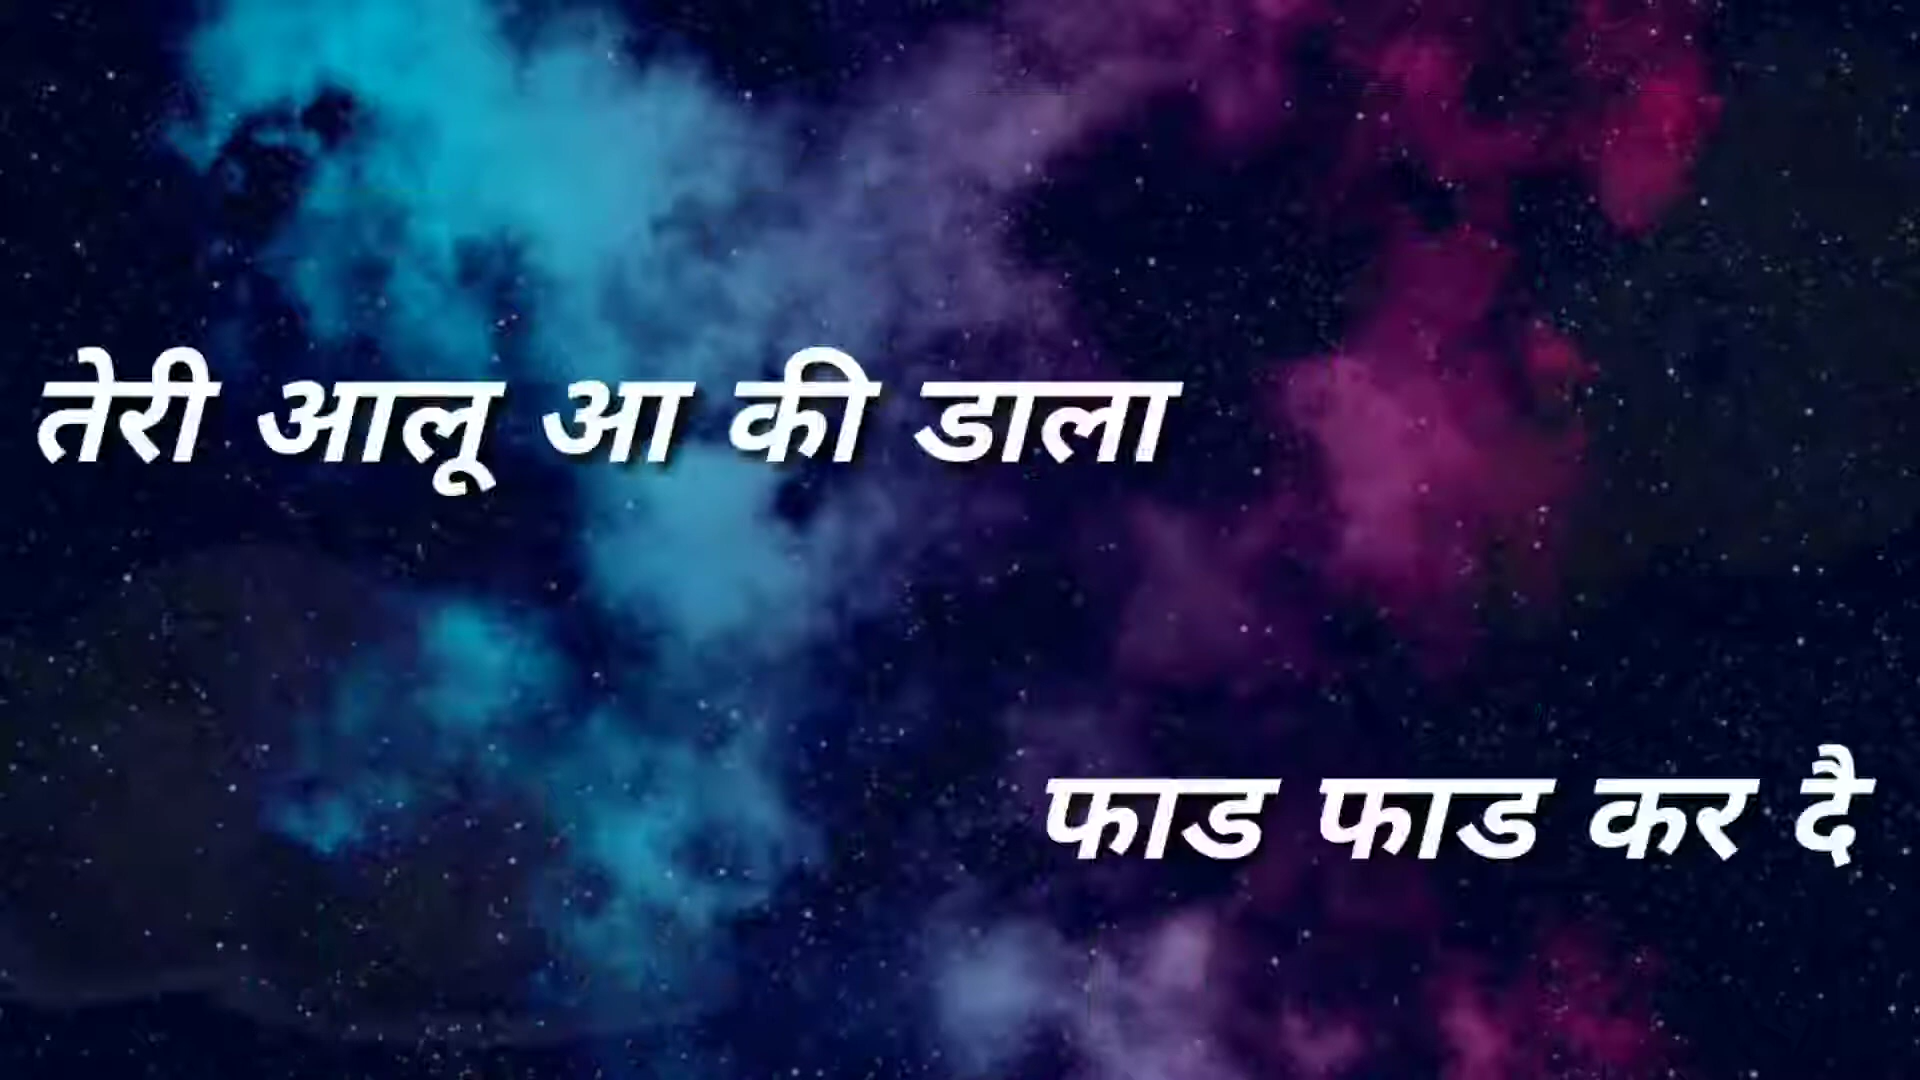 तेरी आलू आ की डाला
फाड फाड कर दै